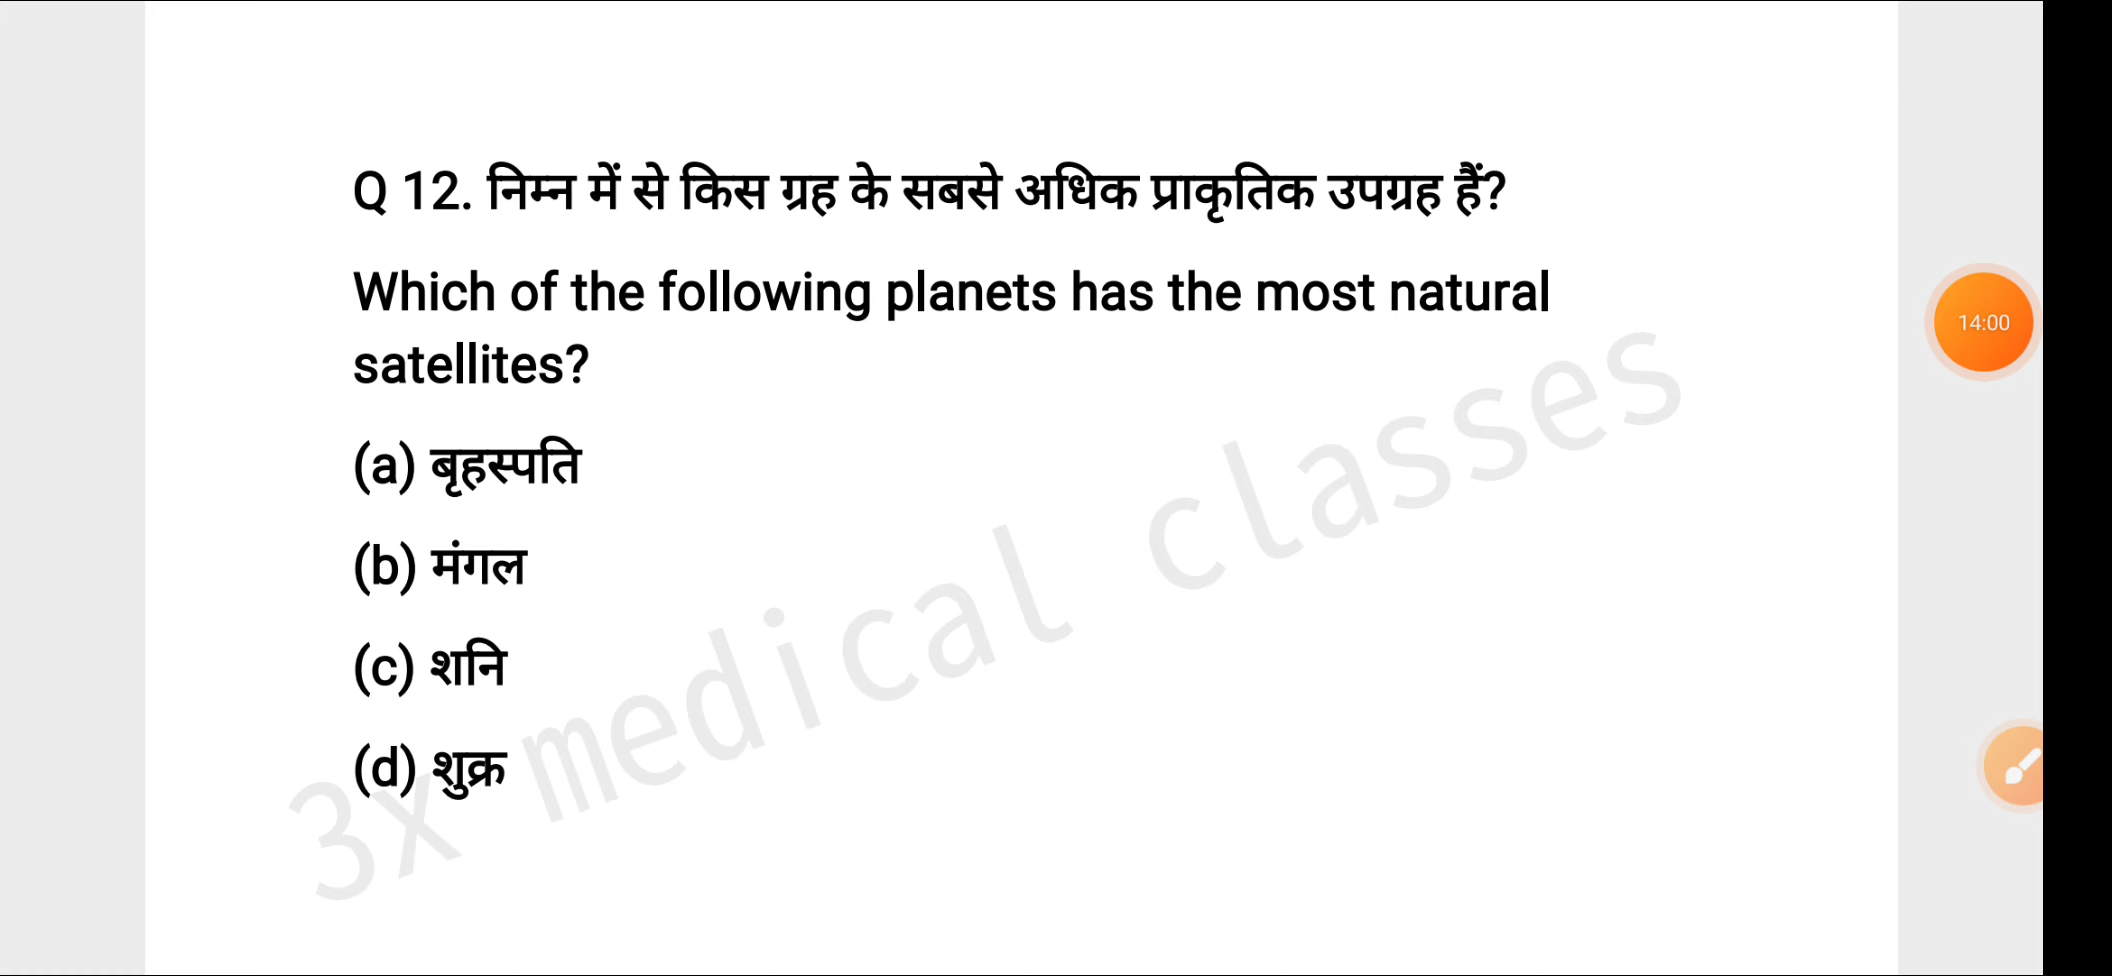 Q 12. निम्न में से किस ग्रह के सबसे अधिक प्राकृतिक उपग्रह हैं?
Which of the following planets has the most natural
satellites?
(a) बृहस्पति
(b) मंगल
(c) शनि
(d) शुक्र
3x medical classes
14:00